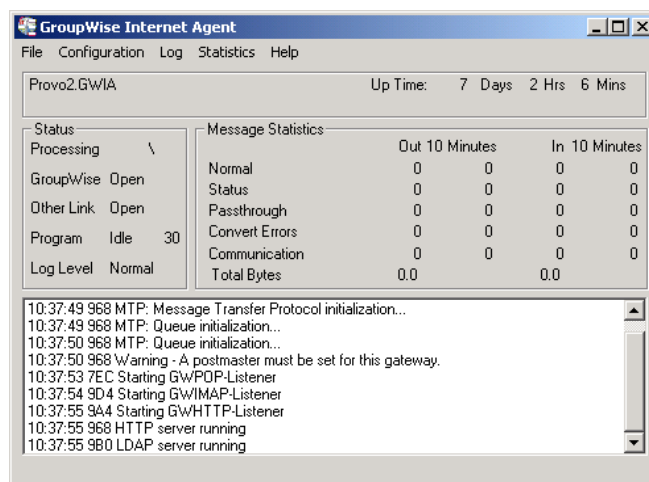 GroupWise Internet Agent
File Configuration Log Statistics Help
Provo2.GWIA Up Time: 7 Days 2 Hrs 6 Mins
Status
Processing \
GroupWise Open
Other Link Open
Program Idle 30
Log Level Normal
Message Statistics
Out 10 Minutes In 10 Minutes
Normal 0 0 0 0
Status 0 0 0 0
Passthrough 0 0 0 0
Convert Errors 0 0 0 0
Communication 0 0 0 0
Total Bytes 0.0 0.0
10:37:49 968 MTP: Message Transfer Protocol initialization...
10:37:49 968 MTP: Queue initialization...
10:37:50 968 MTP: Queue initialization...
10:37:50 968 Warning - A postmaster must be set for this gateway.
10:37:53 7EC Starting GWPOP-Listener
10:37:54 9D4 Starting GWIMAP-Listener
10:37:55 9A4 Starting GWHTTP-Listener
10:37:55 968 HTTP server running
10:37:55 9B0 LDAP server running